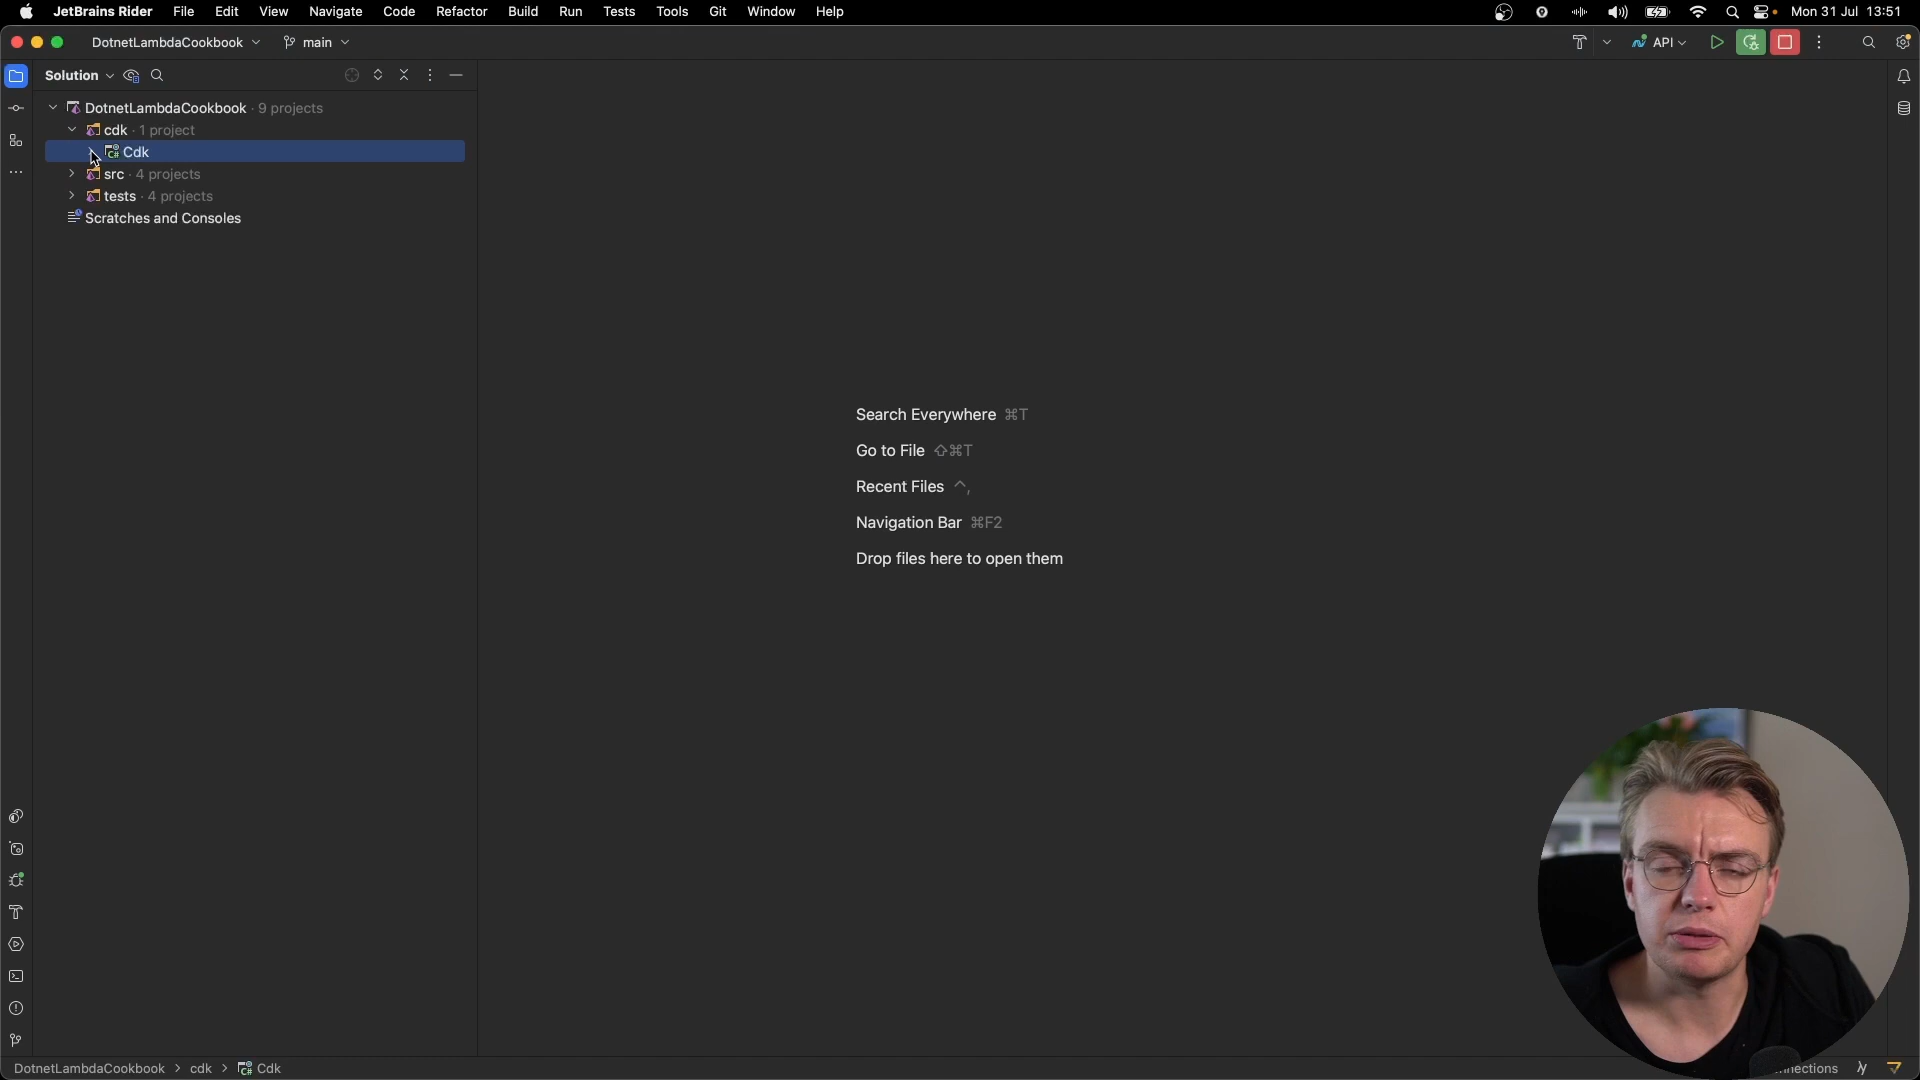 JetBrains Rider File Edit View Navigate Code Refactor Build Run Tests Tools Git Window Help Mon 31 Jul 13:51
DotnetLambdaCookbook main API
Solution
DotnetLambdaCookbook · 9 projects
cdk · 1 project
C# Cdk
src · 4 projects
tests · 4 projects
Scratches and Consoles
Search Everywhere ⌘T
Go to File ⇧⌘T
Recent Files ⌃,
Navigation Bar ⌘F2
Drop files here to open them
DotnetLambdaCookbook > cdk > C# Cdk